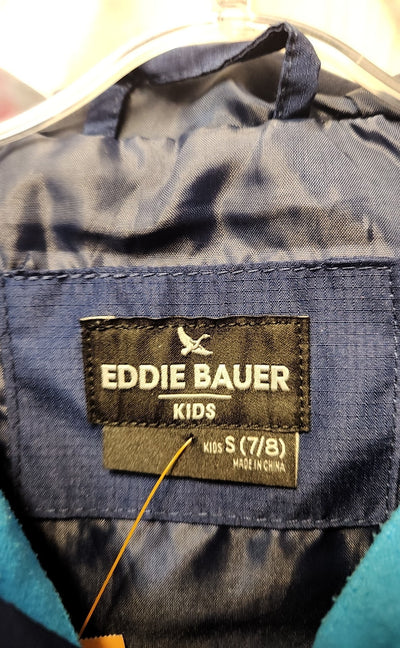 EDDIE BAUER
KIDS
KIDS S (7/8)
MADE IN CHINA